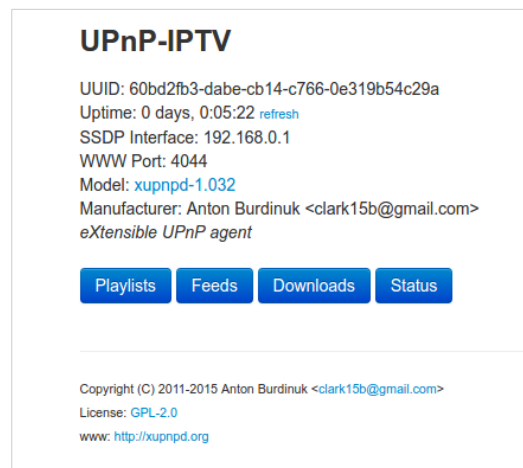 UPnP-IPTV
UUID: 60bd2fb3-dabe-cb14-c766-0e319b54c29a
Uptime: 0 days, 0:05:22 refresh
SSDP Interface: 192.168.0.1
WWW Port: 4044
Model: xupnpd-1.032
Manufacturer: Anton Burdinuk <clark15b@gmail.com>
eXtensible UPnP agent
Playlists Feeds Downloads Status
Copyright (C) 2011-2015 Anton Burdinuk <clark15b@gmail.com>
License: GPL-2.0
www: http://xupnpd.org